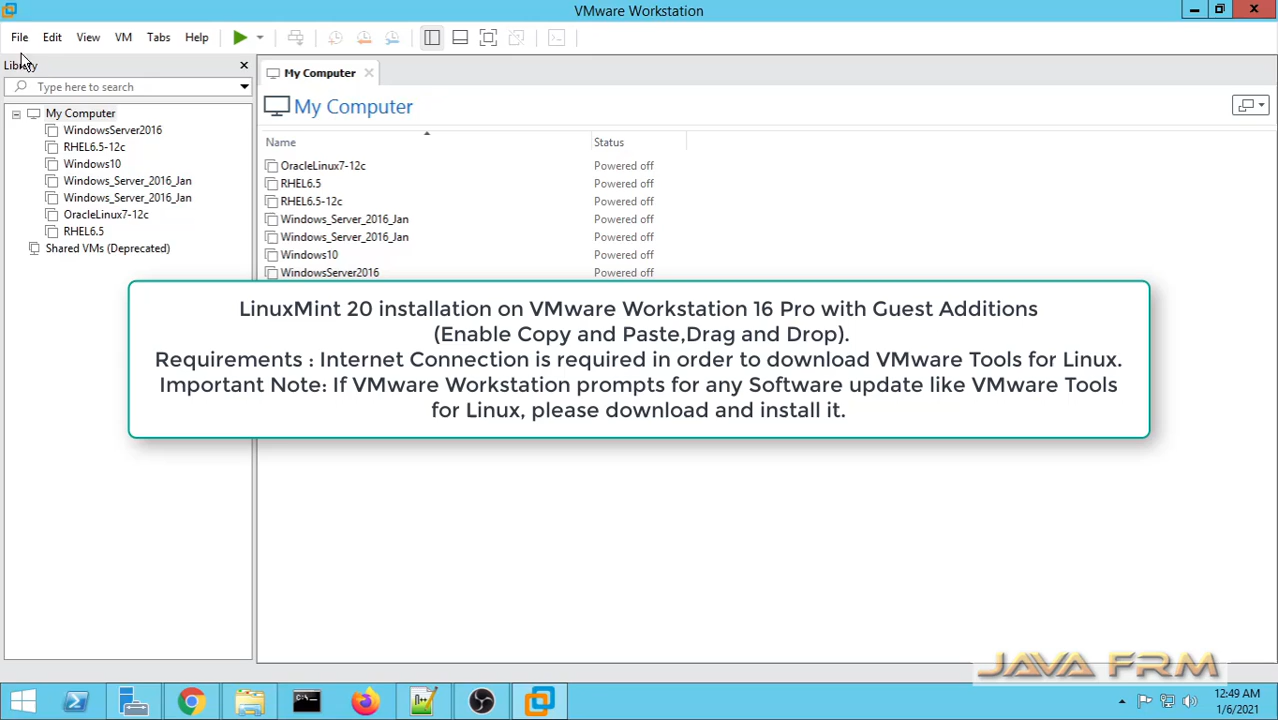 VMware Workstation
File Edit View VM Tabs Help
Library
Type here to search
My Computer
WindowsServer2016
RHEL6.5-12c
Windows10
Windows_Server_2016_Jan
Windows_Server_2016_Jan
OracleLinux7-12c
RHEL6.5
Shared VMs (Deprecated)
My Computer
My Computer
Name Status
OracleLinux7-12c Powered off
RHEL6.5 Powered off
RHEL6.5-12c Powered off
Windows_Server_2016_Jan Powered off
Windows_Server_2016_Jan Powered off
Windows10 Powered off
WindowsServer2016 Powered off
LinuxMint 20 installation on VMware Workstation 16 Pro with Guest Additions
(Enable Copy and Paste,Drag and Drop).
Requirements : Internet Connection is required in order to download VMware Tools for Linux.
Important Note: If VMware Workstation prompts for any Software update like VMware Tools
for Linux, please download and install it.
JAVA FRM
12:49 AM
1/6/2021